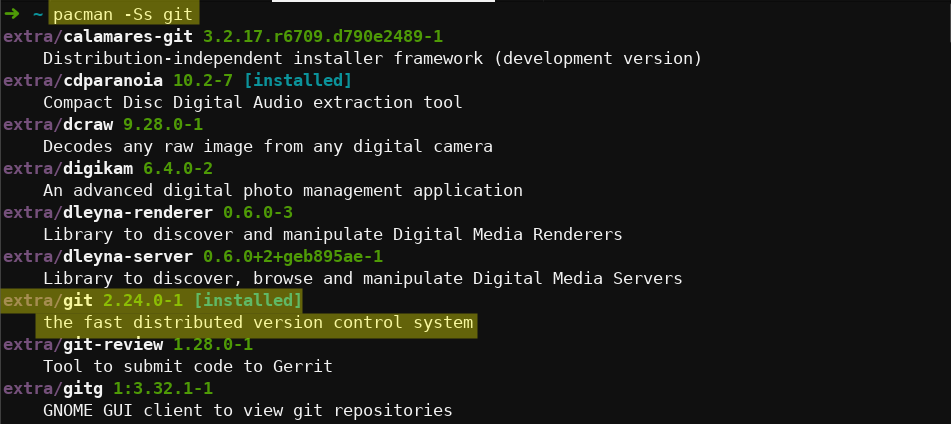 ➜ ~ pacman -Ss git
extra/calamares-git 3.2.17.r6709.d790e2489-1
Distribution-independent installer framework (development version)
extra/cdparanoia 10.2-7 [installed]
Compact Disc Digital Audio extraction tool
extra/dcraw 9.28.0-1
Decodes any raw image from any digital camera
extra/digikam 6.4.0-2
An advanced digital photo management application
extra/dleyna-renderer 0.6.0-3
Library to discover and manipulate Digital Media Renderers
extra/dleyna-server 0.6.0+2+geb895ae-1
Library to discover, browse and manipulate Digital Media Servers
extra/git 2.24.0-1 [installed]
the fast distributed version control system
extra/git-review 1.28.0-1
Tool to submit code to Gerrit
extra/gitg 1:3.32.1-1
GNOME GUI client to view git repositories